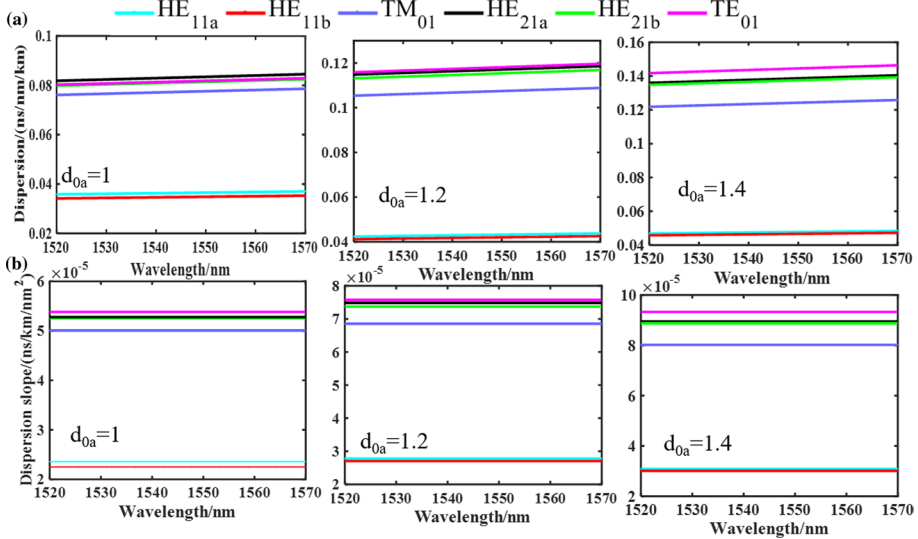 (a) HE11a HE11b TM01 HE21a HE21b TE01
Dispersion/(ns/nm/km)
0.1
0.08
0.06
0.04
0.02
d0a=1
1520 1530 1540 1550 1560 1570
Wavelength/nm
0.12
0.1
0.08
0.06
0.04
d0a=1.2
1520 1530 1540 1550 1560 1570
Wavelength/nm
0.16
0.14
0.12
0.1
0.08
0.06
0.04
d0a=1.4
1520 1530 1540 1550 1560 1570
Wavelength/nm
(b)
Dispersion slope/(ns/km/nm2)
×10-5
6
5
4
3
2
d0a=1
1520 1530 1540 1550 1560 1570
Wavelength/nm
×10-5
8
7
6
5
4
3
2
d0a=1.2
1520 1530 1540 1550 1560 1570
Wavelength/nm
×10-5
10
8
6
4
2
d0a=1.4
1520 1530 1540 1550 1560 1570
Wavelength/nm